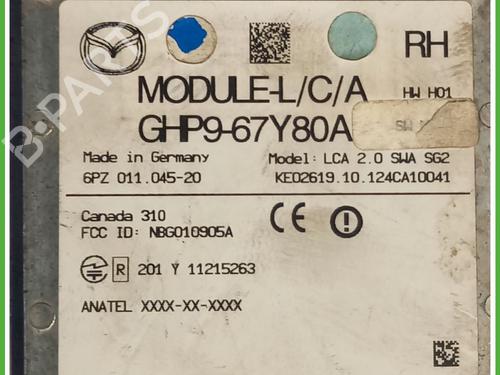 RH
MODULE-L/C/A
HW H01
GHP9-67Y80A
Made in Germany
Model: LCA 2.0 SWA SG2
6PZ 011.045-20
KE02619.10.124CA10041
Canada 310
FCC ID: NBG010905A
CE
R 201 Y 11215263
ANATEL XXXX-XX-XXXX
B-PARTS